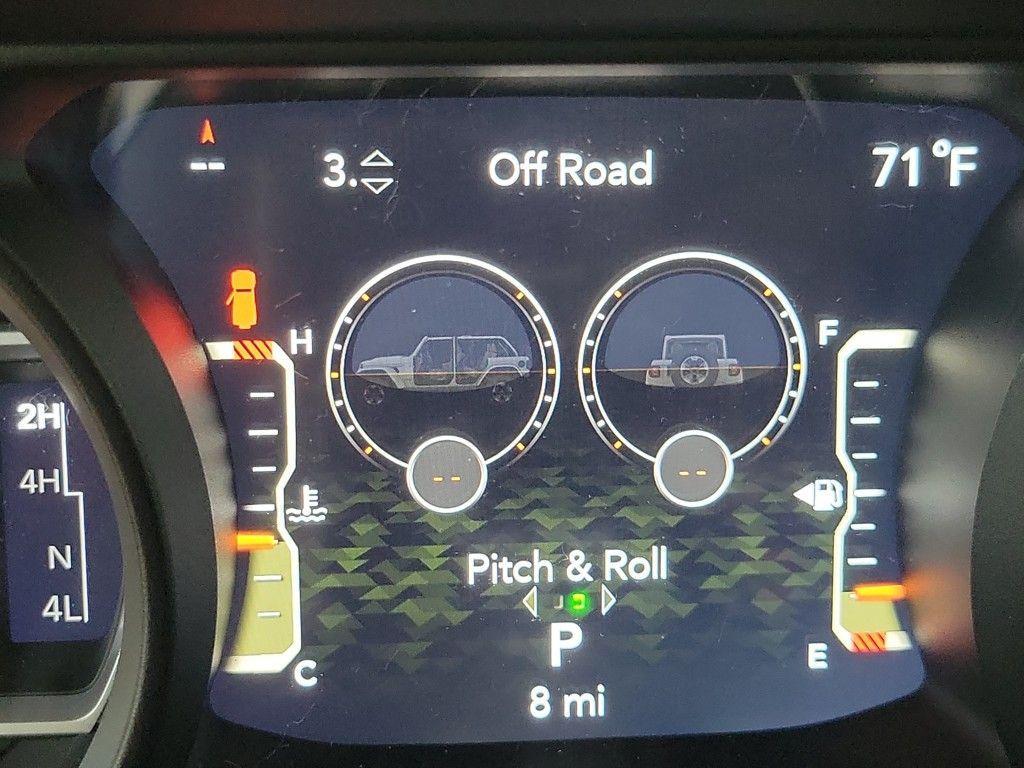 --
3.
Off Road
71°F
H
F
2H
4H
N
4L
-- --
Pitch & Roll
P
C
E
8 mi